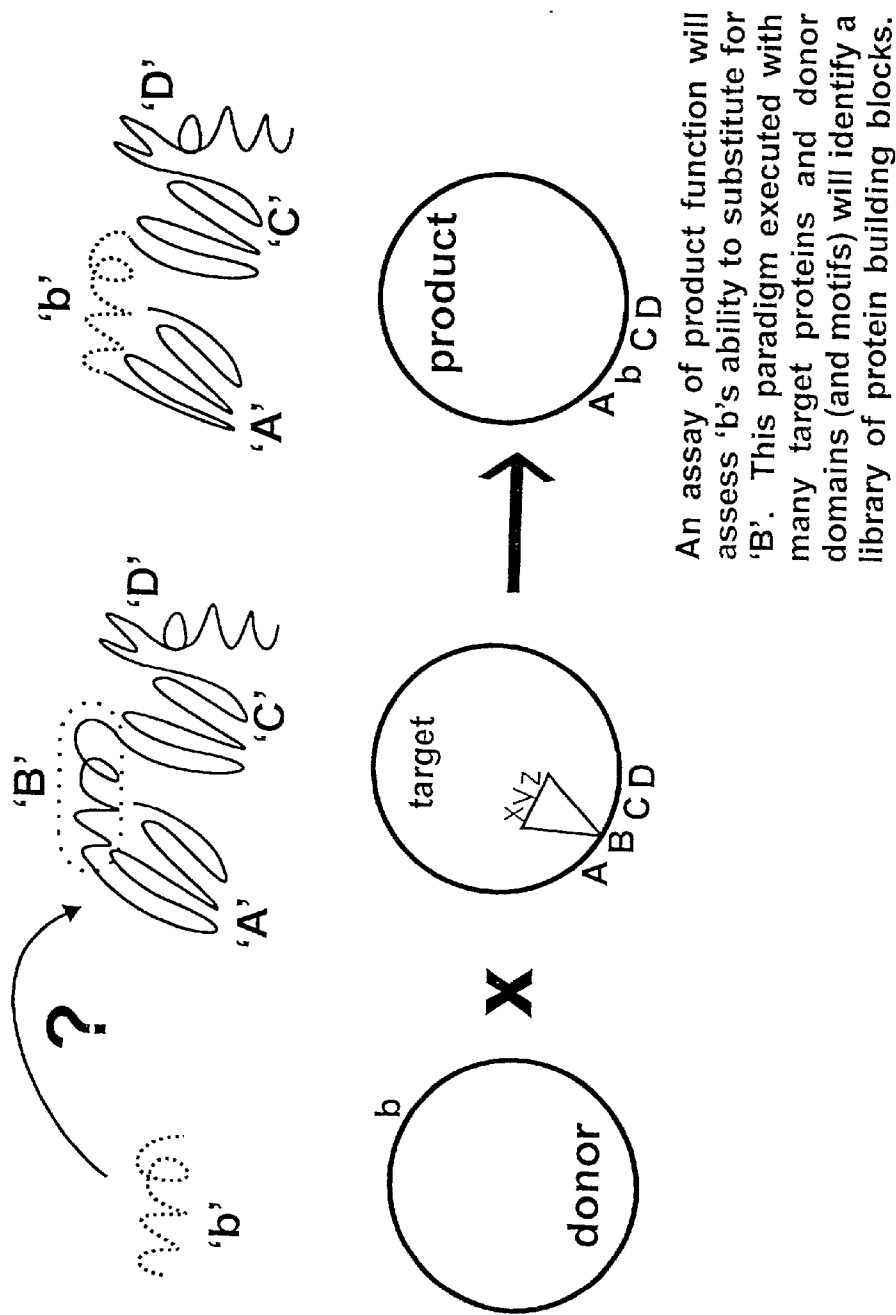 ?
'b'
'B'
'A'
'C'
'D'
'b'
'A'
'C'
'D'
b
donor
X
target
xyz
A B C D
product
A b C D
An assay of product function will
assess 'b's ability to substitute for
'B'. This paradigm executed with
many target proteins and donor
domains (and motifs) will identify a
library of protein building blocks.